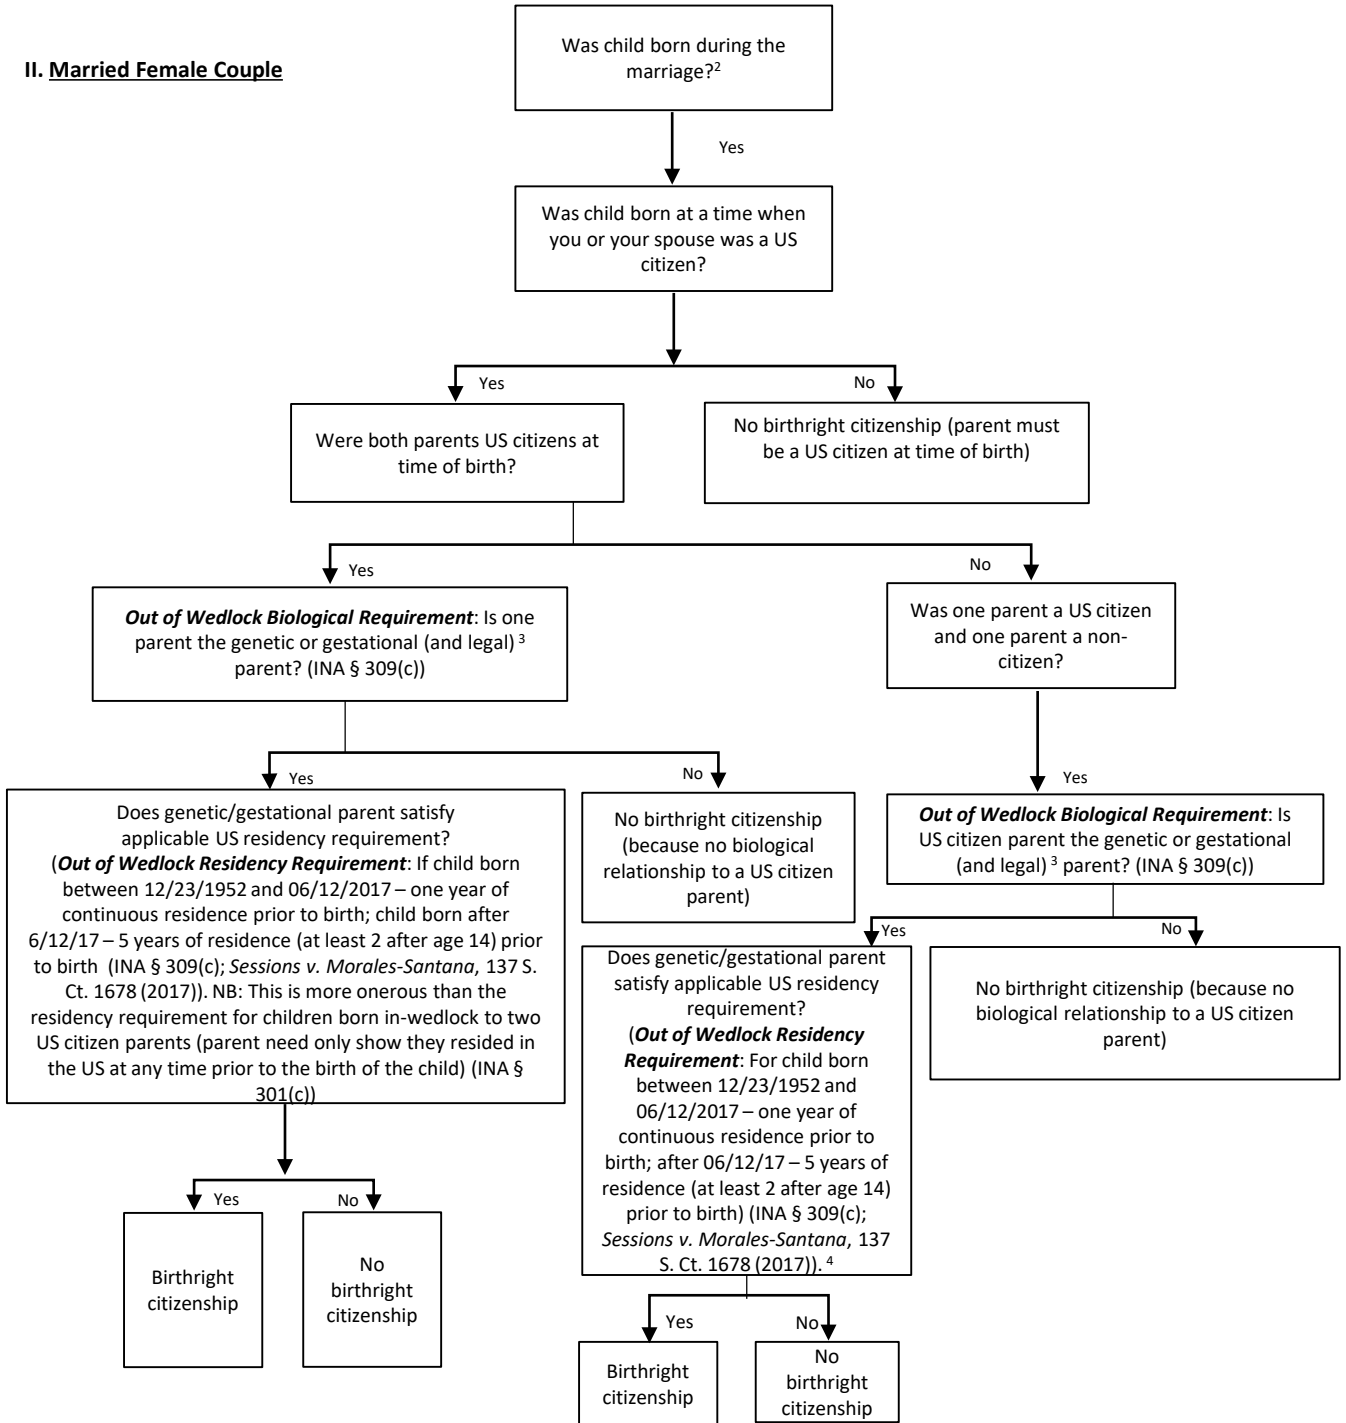 II. Married Female Couple
Was child born during the
marriage?2
Yes
Was child born at a time when
you or your spouse was a US
citizen?
Yes
No
Were both parents US citizens at
time of birth?
No birthright citizenship (parent must
be a US citizen at time of birth)
Yes
No
Out of Wedlock Biological Requirement: Is one
parent the genetic or gestational (and legal) 3
parent? (INA § 309(c))
Was one parent a US citizen
and one parent a non-
citizen?
Yes
No
Yes
Does genetic/gestational parent satisfy
applicable US residency requirement?
(Out of Wedlock Residency Requirement: If child born
between 12/23/1952 and 06/12/2017 – one year of
continuous residence prior to birth; child born after
6/12/17 – 5 years of residence (at least 2 after age 14) prior
to birth (INA § 309(c); Sessions v. Morales-Santana, 137 S.
Ct. 1678 (2017)). NB: This is more onerous than the
residency requirement for children born in-wedlock to two
US citizen parents (parent need only show they resided in
the US at any time prior to the birth of the child) (INA §
301(c))
No birthright citizenship
(because no biological
relationship to a US citizen
parent)
Out of Wedlock Biological Requirement: Is
US citizen parent the genetic or gestational
(and legal) 3 parent? (INA § 309(c))
Yes
No
Does genetic/gestational parent
satisfy applicable US residency
requirement?
(Out of Wedlock Residency
Requirement: For child born
between 12/23/1952 and
06/12/2017 – one year of
continuous residence prior to
birth; after 06/12/17 – 5 years of
residence (at least 2 after age 14)
prior to birth) (INA § 309(c);
Sessions v. Morales-Santana, 137
S. Ct. 1678 (2017)). 4
No birthright citizenship (because no
biological relationship to a US citizen
parent)
Yes
No
Birthright
citizenship
No
birthright
citizenship
Yes
No
Birthright
citizenship
No
birthright
citizenship